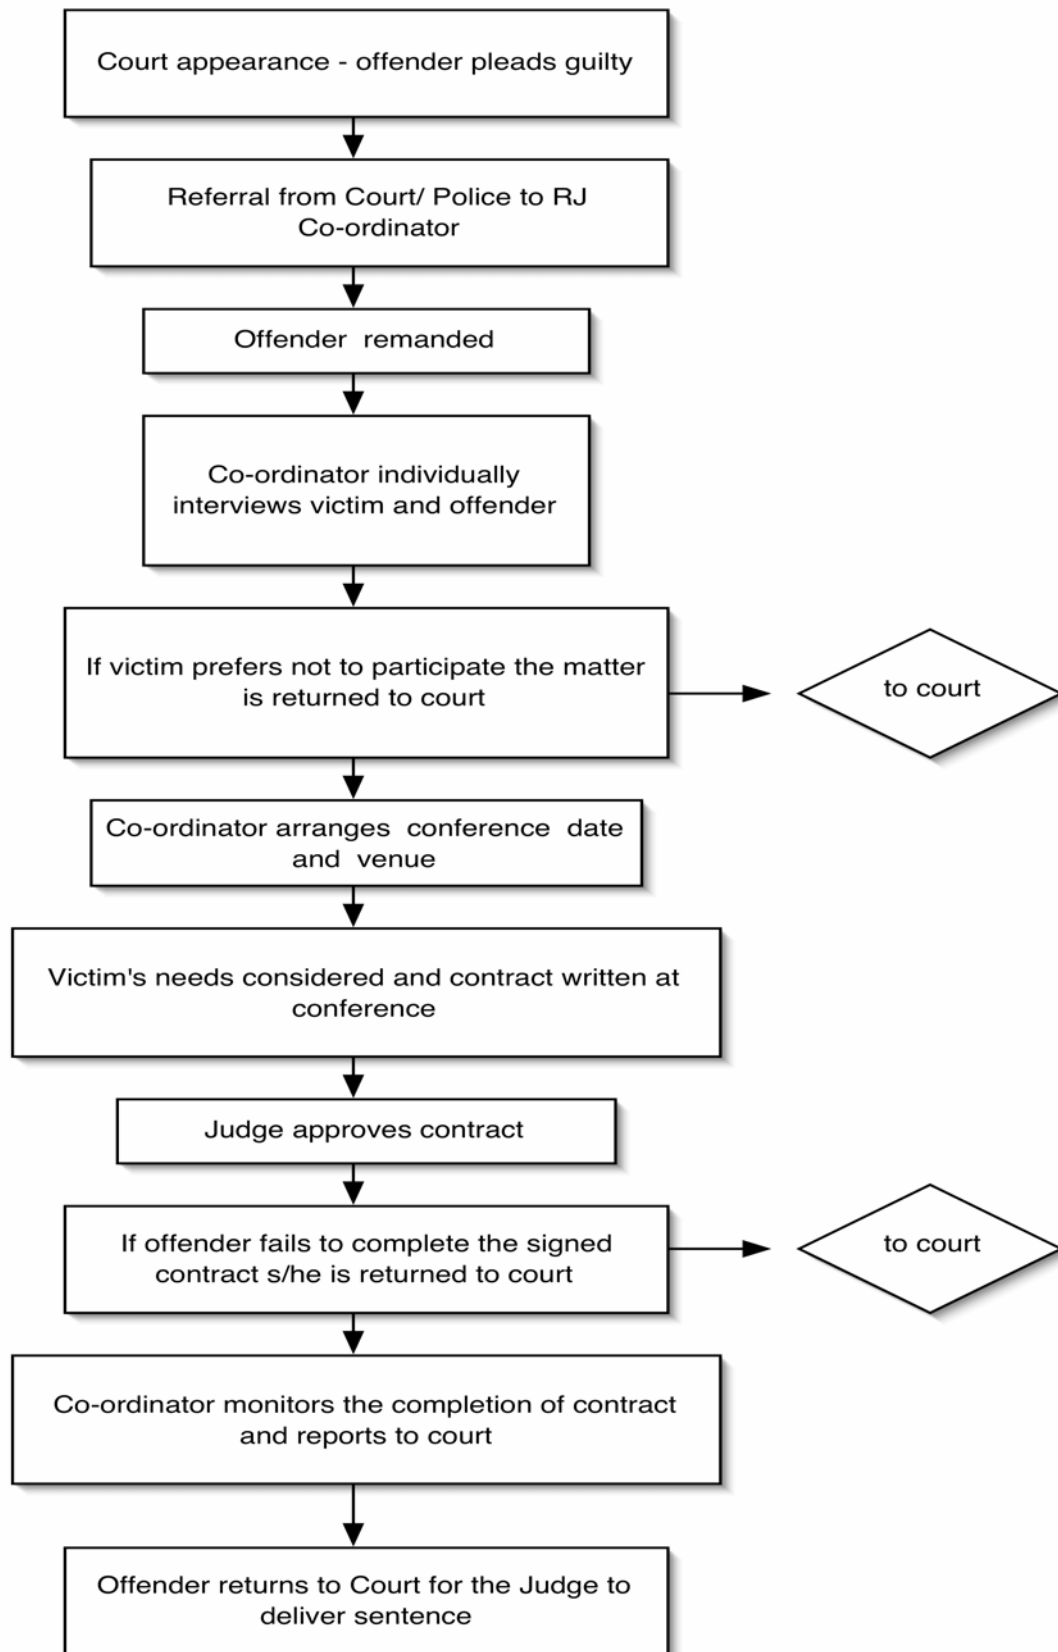 Court appearance - offender pleads guilty
Referral from Court/ Police to RJ
Co-ordinator
Offender remanded
Co-ordinator individually
interviews victim and offender
If victim prefers not to participate the matter
is returned to court
to court
Co-ordinator arranges conference date
and venue
Victim's needs considered and contract written at
conference
Judge approves contract
If offender fails to complete the signed
contract s/he is returned to court
to court
Co-ordinator monitors the completion of contract
and reports to court
Offender returns to Court for the Judge to
deliver sentence